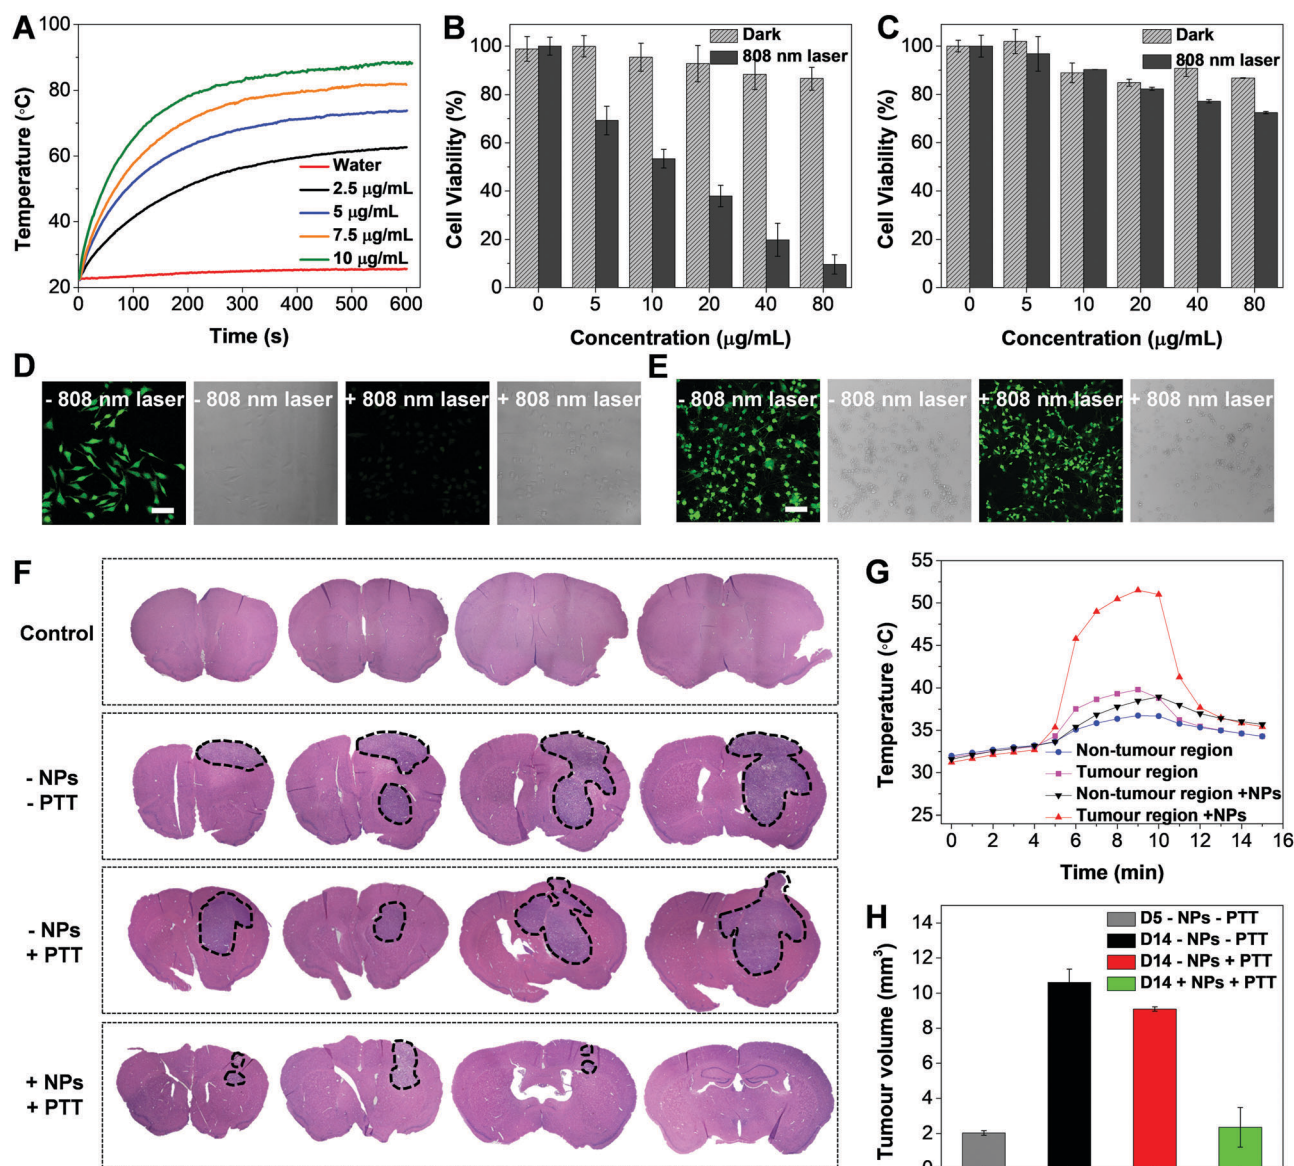 A
Temperature (°C)
100
80
60
40
20
0
100
200
300
400
500
600
Time (s)
Water
2.5 µg/mL
5 µg/mL
7.5 µg/mL
10 µg/mL
B
Cell Viability (%)
100
80
60
40
20
0
0
5
10
20
40
80
Concentration (µg/mL)
Dark
808 nm laser
C
Cell Viability (%)
100
80
60
40
20
0
0
5
10
20
40
80
Concentration (µg/mL)
Dark
808 nm laser
D
- 808 nm laser
- 808 nm laser
+ 808 nm laser
+ 808 nm laser
E
- 808 nm laser
- 808 nm laser
+ 808 nm laser
+ 808 nm laser
F
Control
- NPs
- PTT
- NPs
+ PTT
+ NPs
+ PTT
G
Temperature (°C)
55
50
45
40
35
30
25
0
2
4
6
8
10
12
14
16
Time (min)
Non-tumour region
Tumour region
Non-tumour region +NPs
Tumour region +NPs
H
Tumour volume (mm³)
14
12
10
8
6
4
2
0
D5 - NPs - PTT
D14 - NPs - PTT
D14 - NPs + PTT
D14 + NPs + PTT